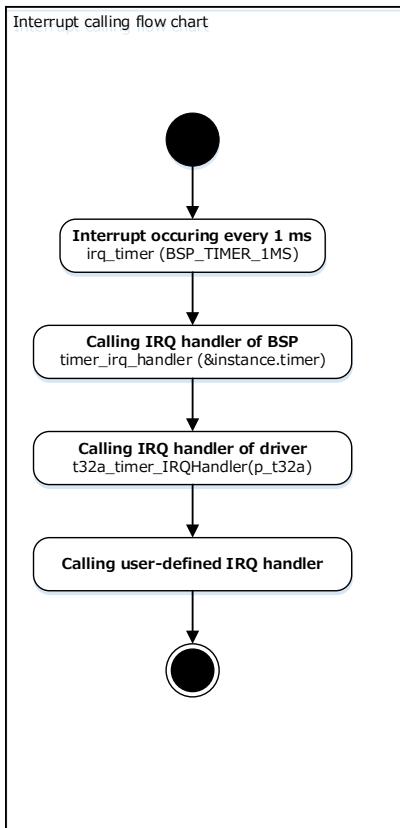 Interrupt calling flow chart
Interrupt occuring every 1 ms
irq_timer (BSP_TIMER_1MS)
Calling IRQ handler of BSP
timer_irq_handler (&instance.timer)
Calling IRQ handler of driver
t32a_timer_IRQHandler(p_t32a)
Calling user-defined IRQ handler